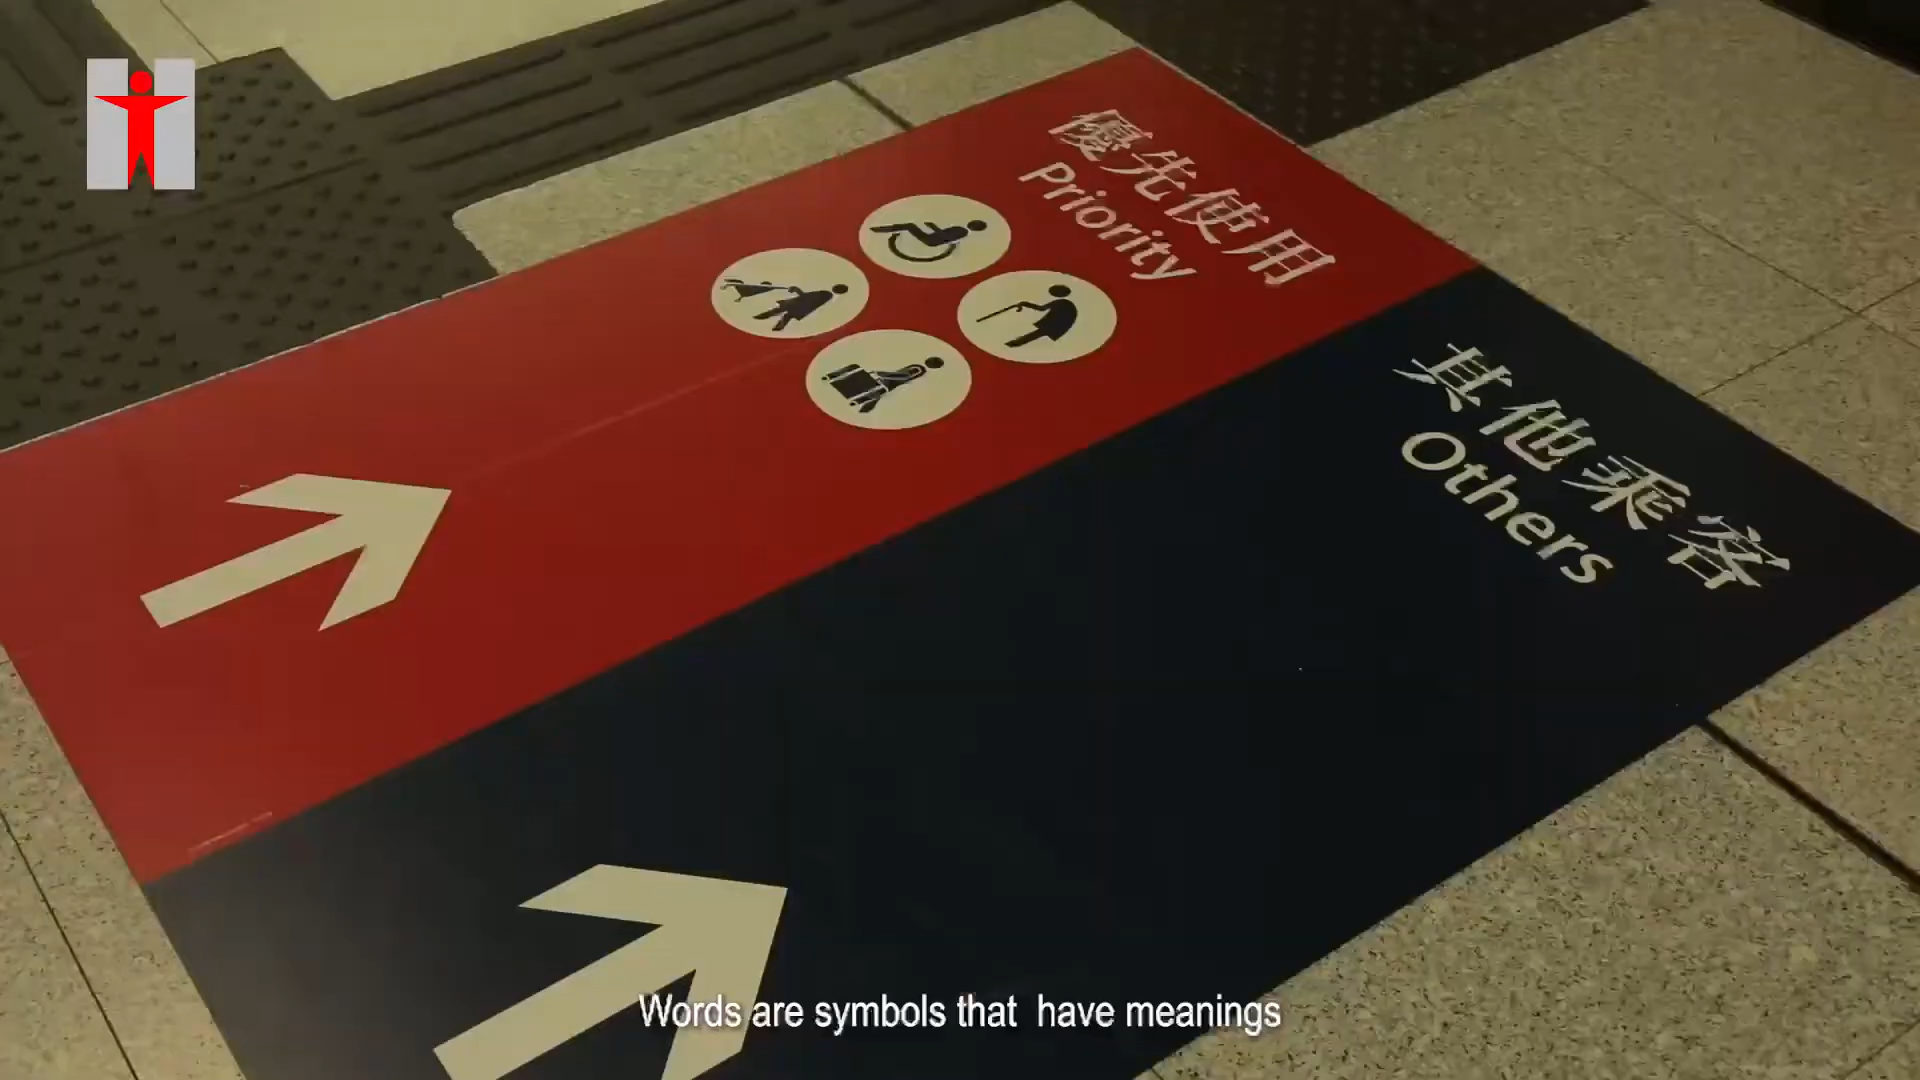 優先使用
Priority
其他乘客
Others
Words are symbols that have meanings